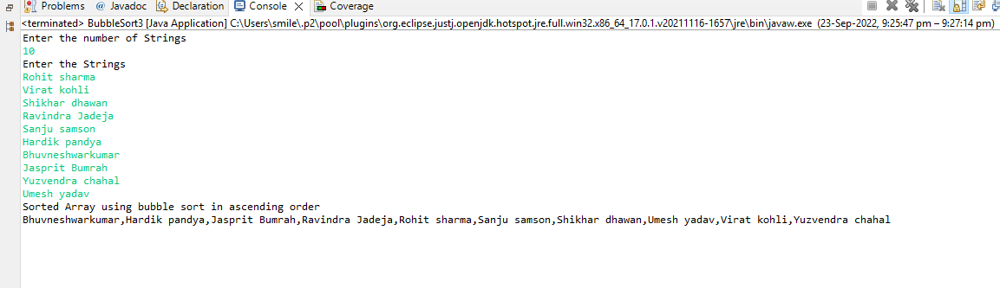 Problems @ Javadoc Declaration Console Coverage
<terminated> BubbleSort3 [Java Application] C:\Users\smile\.p2\pool\plugins\org.eclipse.justj.openjdk.hotspot.jre.full.win32.x86_64_17.0.1.v20211116-1657\jre\bin\javaw.exe (23-Sep-2022, 9:25:47 pm – 9:27:14 pm)
Enter the number of Strings
10
Enter the Strings
Rohit sharma
Virat kohli
Shikhar dhawan
Ravindra Jadeja
Sanju samson
Hardik pandya
Bhuvneshwarkumar
Jasprit Bumrah
Yuzvendra chahal
Umesh yadav
Sorted Array using bubble sort in ascending order
Bhuvneshwarkumar,Hardik pandya,Jasprit Bumrah,Ravindra Jadeja,Rohit sharma,Sanju samson,Shikhar dhawan,Umesh yadav,Virat kohli,Yuzvendra chahal